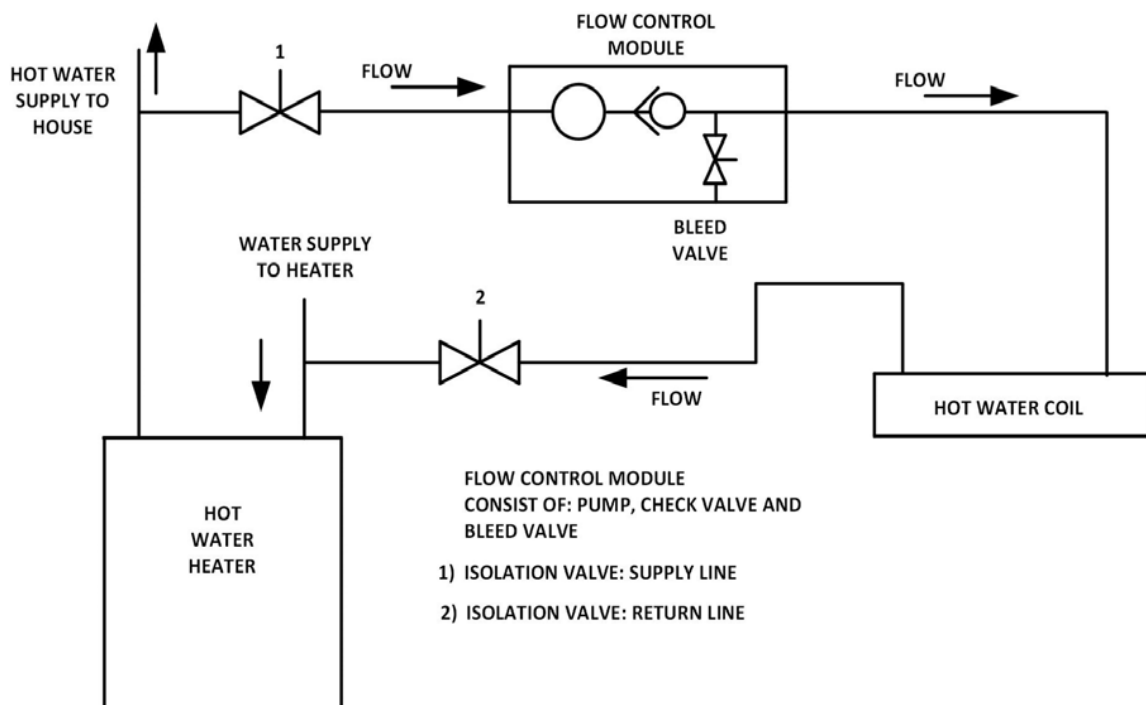 FLOW CONTROL
MODULE
1
HOT WATER
SUPPLY TO
HOUSE
FLOW
FLOW
BLEED
VALVE
WATER SUPPLY
TO HEATER
2
FLOW
HOT WATER COIL
HOT
WATER
HEATER
FLOW CONTROL MODULE
CONSIST OF: PUMP, CHECK VALVE AND
BLEED VALVE
1) ISOLATION VALVE: SUPPLY LINE
2) ISOLATION VALVE: RETURN LINE